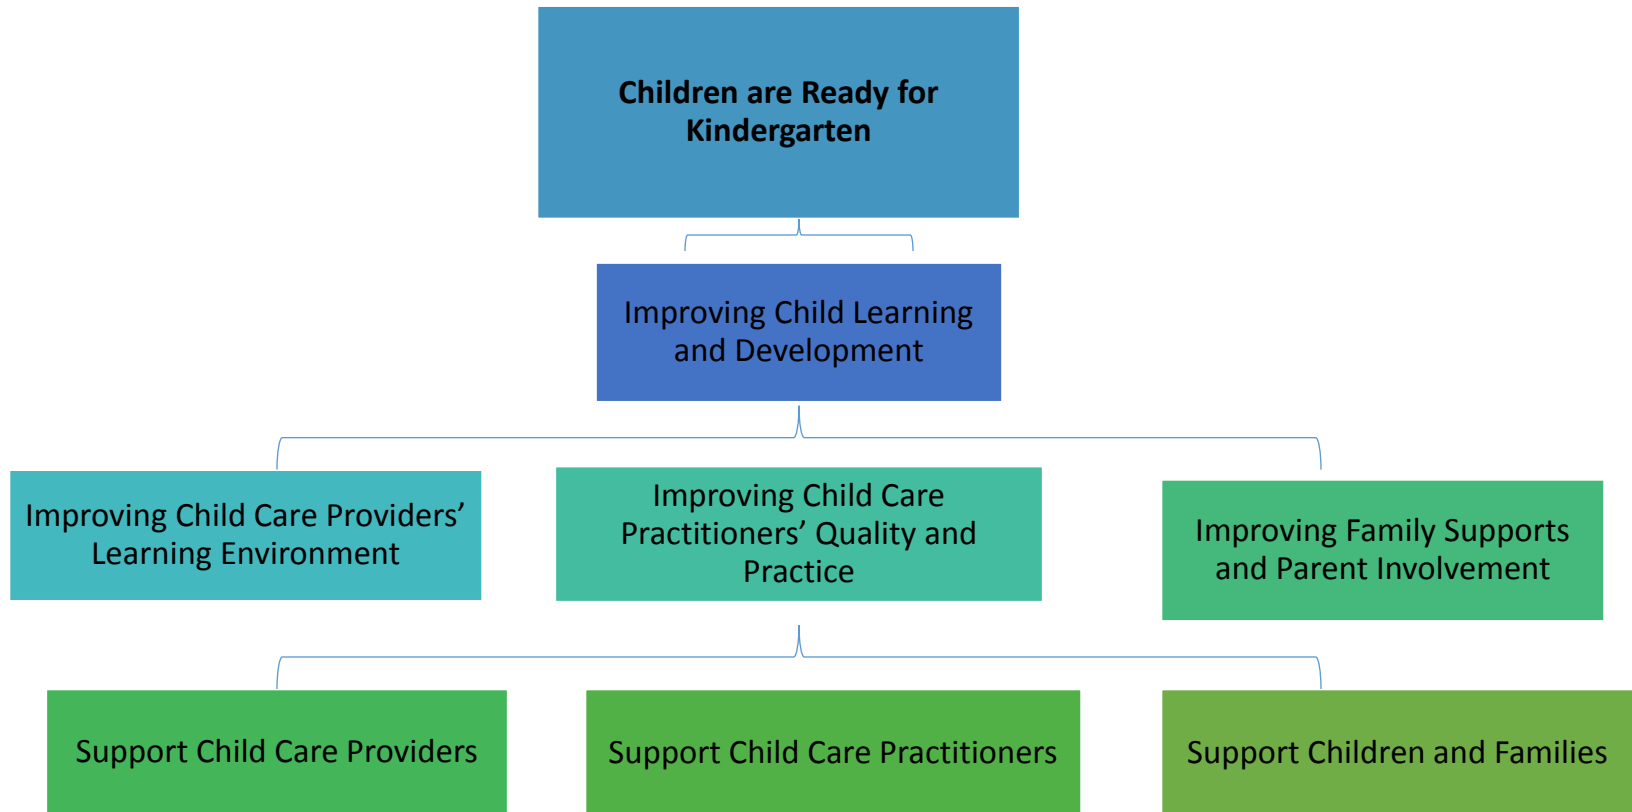 Children are Ready for
Kindergarten
Improving Child Learning
and Development
Improving Child Care Providers’
Learning Environment
Improving Child Care
Practitioners’ Quality and
Practice
Improving Family Supports
and Parent Involvement
Support Child Care Providers
Support Child Care Practitioners
Support Children and Families